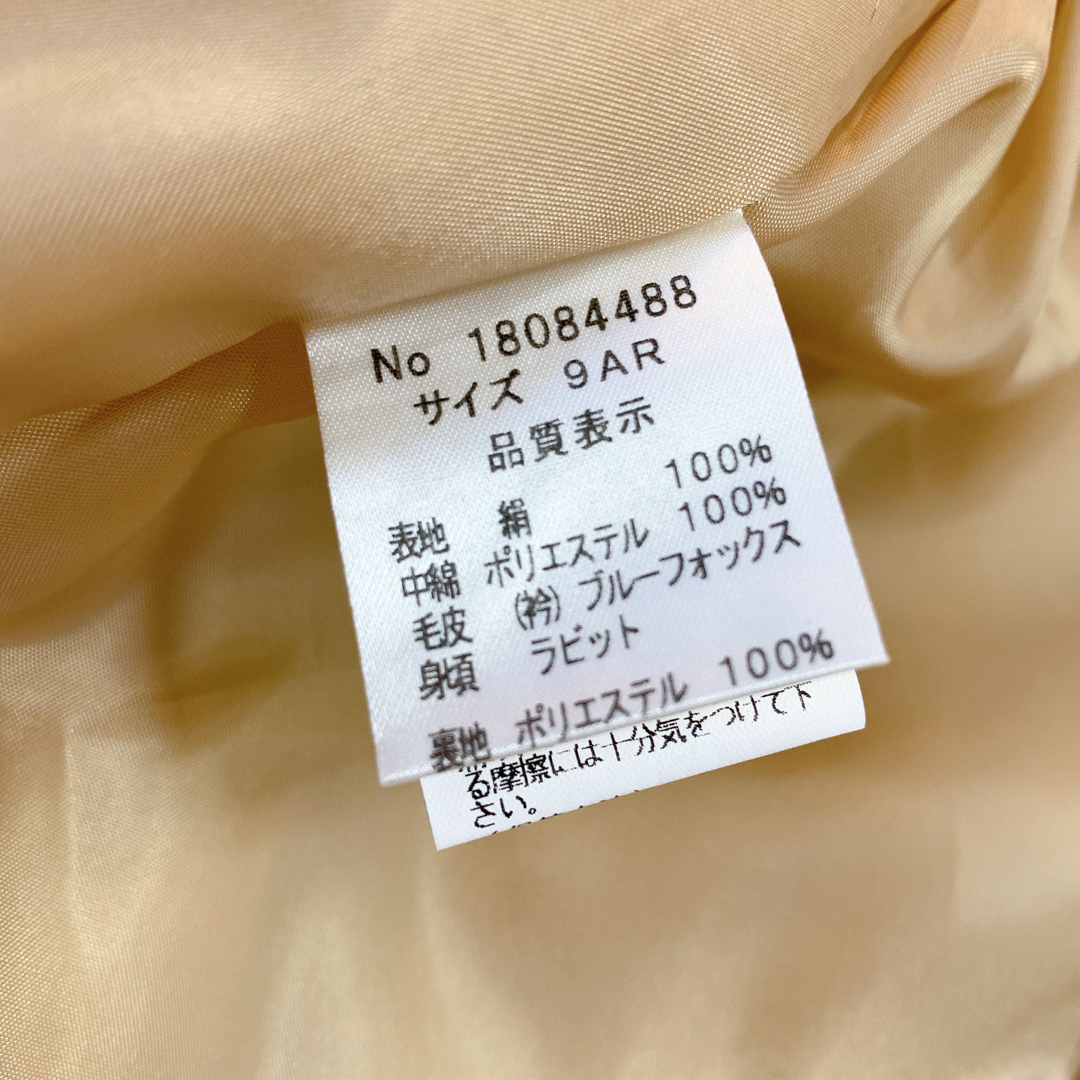 No 18084488
サイズ 9AR
品質表示
表地 絹 100%
中綿 ポリエステル 100%
毛皮 (衿) ブルーフォックス
身頃 ラビット
裏地 ポリエステル 100%
る摩擦には十分気をつけて下
さい。